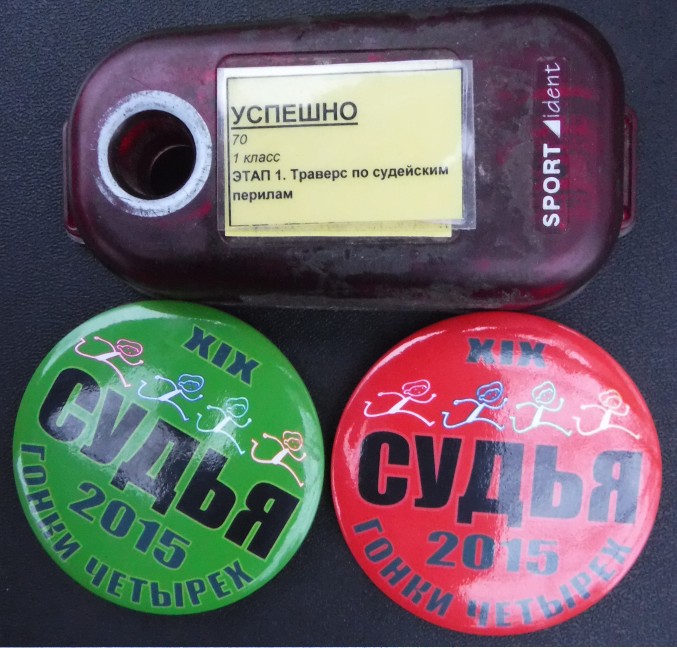 УСПЕШНО
70
1 класс
ЭТАП 1. Траверс по судейским
перилам
SPORT ident
XIX
СУДЬЯ
2015
ГОНКИ ЧЕТЫРЕХ
XIX
СУДЬЯ
2015
ГОНКИ ЧЕТЫРЕХ